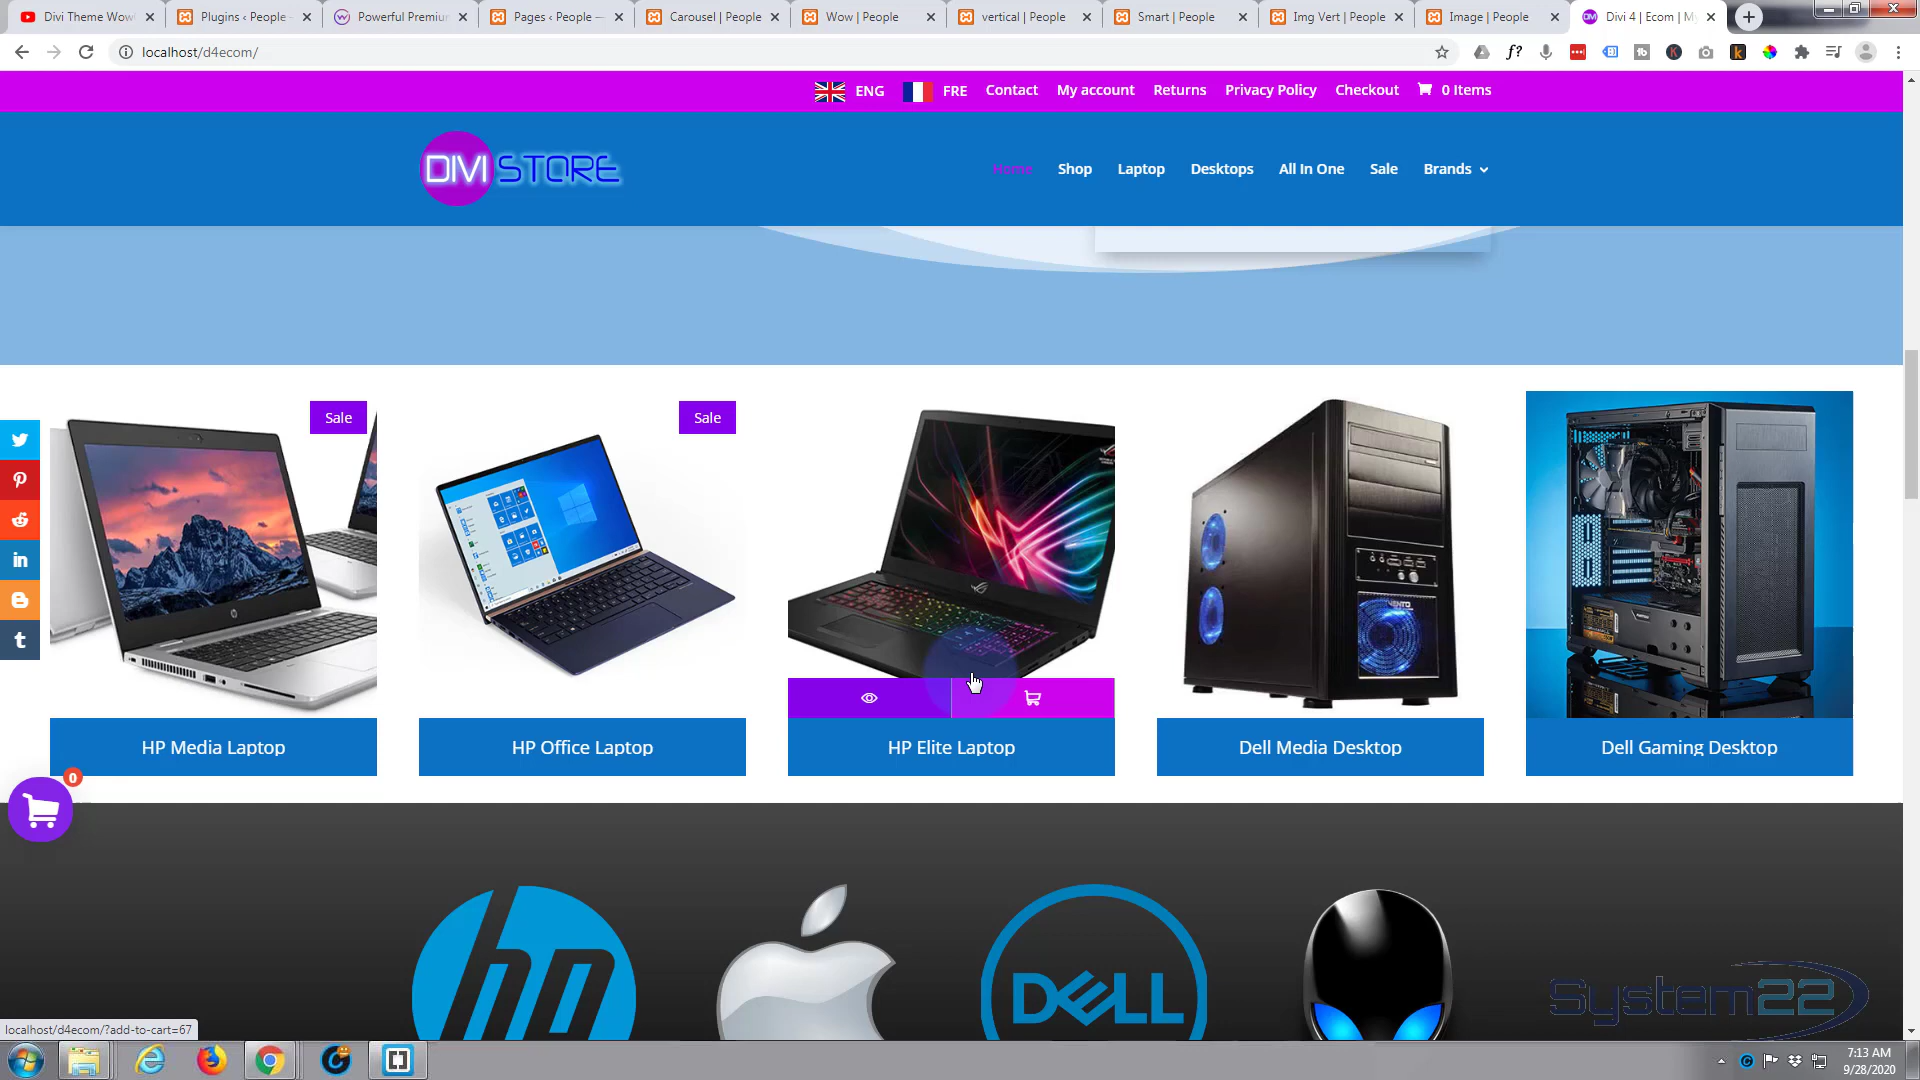 Divi Theme Wow
Plugins ‹ People
Powerful Premiu
Pages ‹ People —
Carousel | People
Wow | People
vertical | People
Smart | People
Img Vert | People
Image | People
Divi 4 | Ecom | My
localhost/d4ecom/
ENG FRE Contact My account Returns Privacy Policy Checkout 0 Items
DIVI STORE
Home Shop Laptop Desktops All In One Sale Brands
Sale
Sale
HP Media Laptop
HP Office Laptop
HP Elite Laptop
Dell Media Desktop
Dell Gaming Desktop
0
hp
DELL
System22
localhost/d4ecom/?add-to-cart=67
7:13 AM
9/28/2020